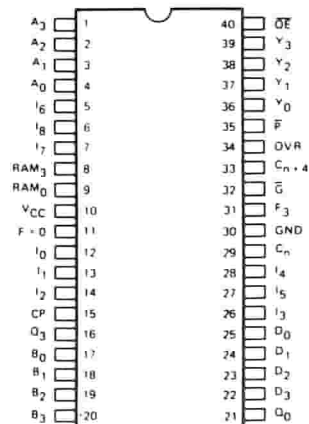 A3 1 40 OE
A2 2 39 Y3
A1 3 38 Y2
A0 4 37 Y1
I6 5 36 Y0
I8 6 35 P
I7 7 34 OVR
RAM3 8 33 Cn+4
RAM0 9 32 G
VCC 10 31 F3
F=0 11 30 GND
I0 12 29 Cn
I1 13 28 I4
I2 14 27 I5
CP 15 26 I3
Q3 16 25 D0
B0 17 24 D1
B1 18 23 D2
B2 19 22 D3
B3 20 21 Q0